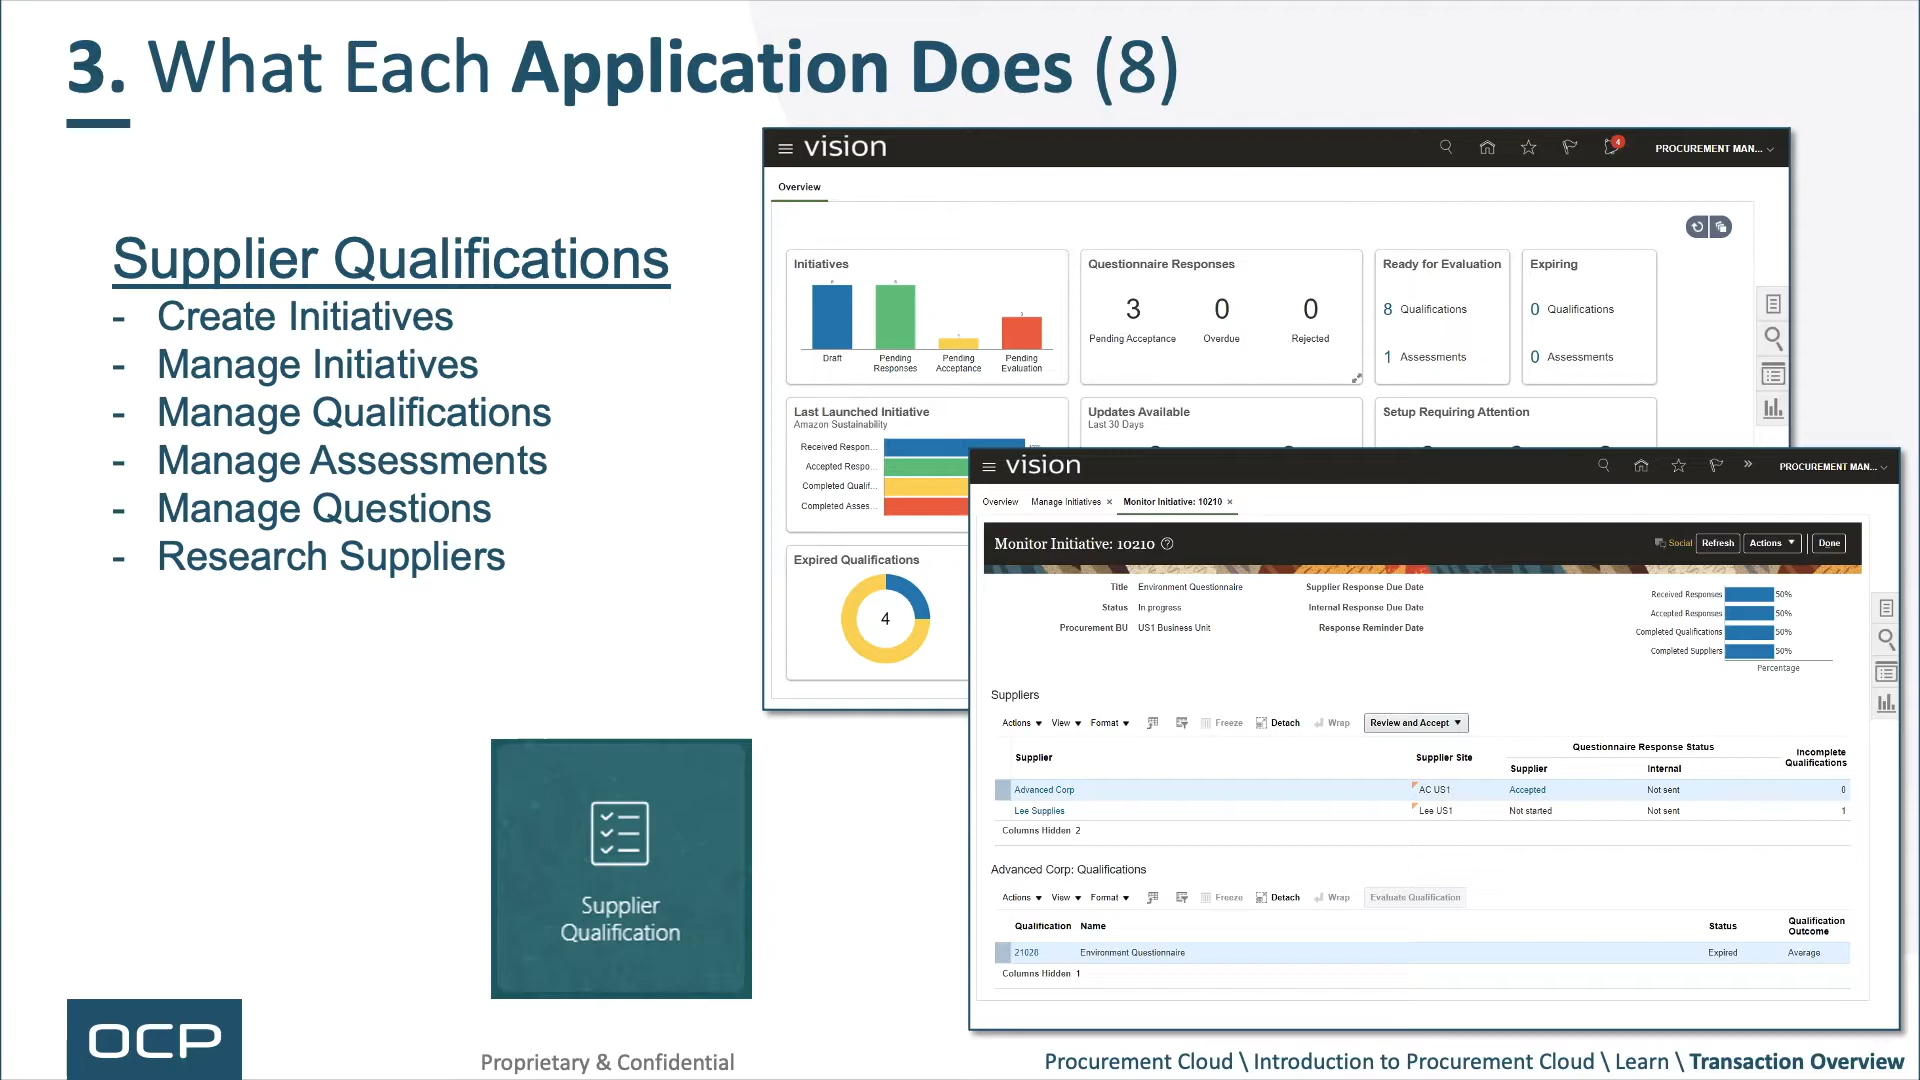 3. What Each Application Does (8)
Supplier Qualifications
- Create Initiatives
- Manage Initiatives
- Manage Qualifications
- Manage Assessments
- Manage Questions
- Research Suppliers
vision
4
PROCUREMENT MAN...
Overview
Initiatives
Draft
Pending Responses
Pending Acceptance
Pending Evaluation
Questionnaire Responses
3 0 0
Pending Acceptance Overdue Rejected
Ready for Evaluation
8 Qualifications
1 Assessments
Expiring
0 Qualifications
0 Assessments
Last Launched Initiative
Amazon Sustainability
Received Respon...
Accepted Respo...
Completed Qualif...
Completed Asses...
Updates Available
Last 30 Days
Setup Requiring Attention
Expired Qualifications
4
vision
PROCUREMENT MAN...
Overview Manage Initiatives × Monitor Initiative: 10210 ×
Monitor Initiative: 10210
Social Refresh Actions Done
Title Environment Questionnaire
Status In progress
Procurement BU US1 Business Unit
Supplier Response Due Date
Internal Response Due Date
Response Reminder Date
Received Responses 50%
Accepted Responses 50%
Completed Qualifications 50%
Completed Suppliers 50%
Percentage
Suppliers
Actions View Format Freeze Detach Wrap Review and Accept
Questionnaire Response Status
Supplier Supplier Site Supplier Internal Incomplete Qualifications
Advanced Corp AC US1 Accepted Not sent 0
Lee Supplies Lee US1 Not started Not sent 1
Columns Hidden 2
Advanced Corp: Qualifications
Actions View Format Freeze Detach Wrap Evaluate Qualification
Qualification Name Status Qualification Outcome
21028 Environment Questionnaire Expired Average
Columns Hidden 1
Supplier
Qualification
OCP
Proprietary & Confidential
Procurement Cloud \ Introduction to Procurement Cloud \ Learn \ Transaction Overview